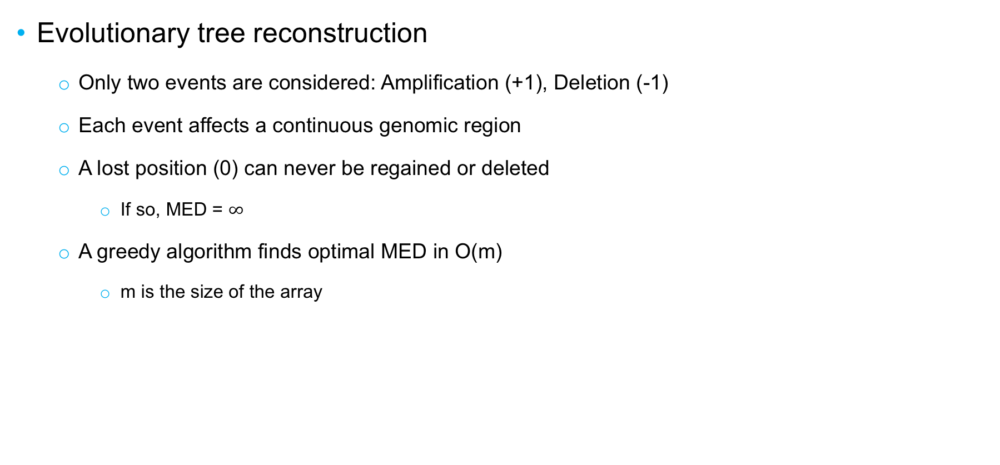 • Evolutionary tree reconstruction
○ Only two events are considered: Amplification (+1), Deletion (-1)
○ Each event affects a continuous genomic region
○ A lost position (0) can never be regained or deleted
○ If so, MED = ∞
○ A greedy algorithm finds optimal MED in O(m)
○ m is the size of the array